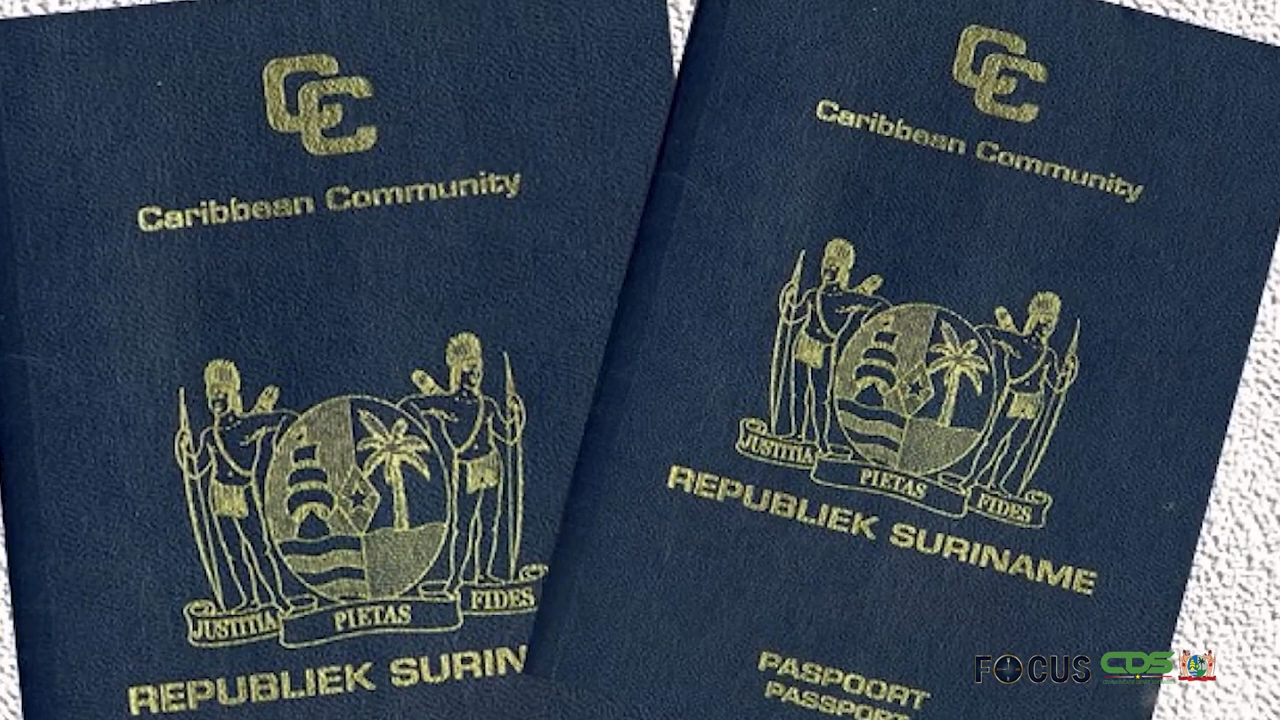 CC
Caribbean Community
JUSTITIA
PIETAS
FIDES
REPUBLIEK SURIN
CC
Caribbean Community
JUSTITIA
PIETAS
FIDES
REPUBLIEK SURINAME
PASPOORT
PASSPORT
FOCUS CDS